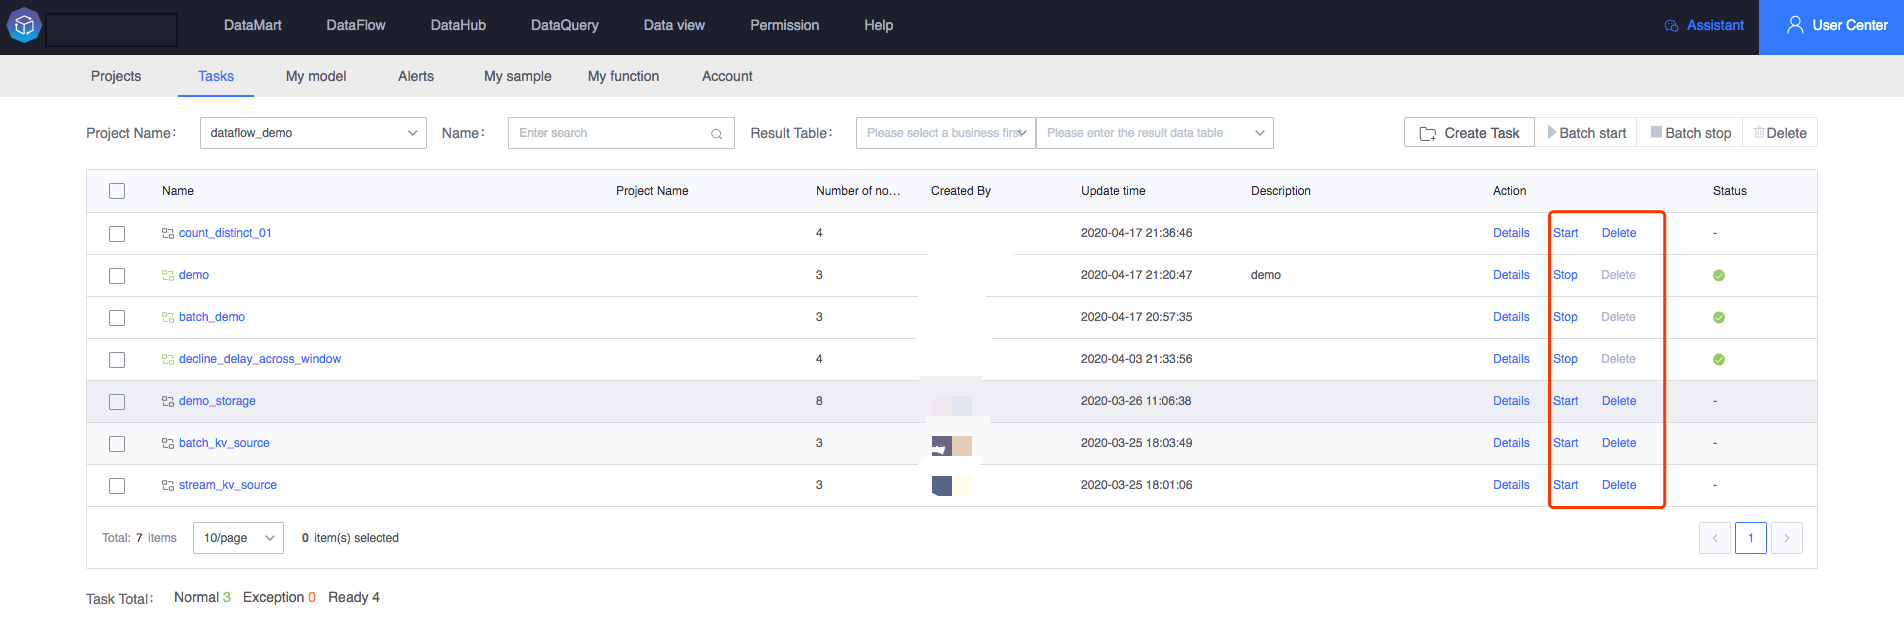 DataMart DataFlow DataHub DataQuery Data view Permission Help Assistant User Center
Projects Tasks My model Alerts My sample My function Account
Project Name: dataflow_demo Name: Enter search Result Table: Please select a business first Please enter the result data table Create Task Batch start Batch stop Delete
Name Project Name Number of no... Created By Update time Description Action Status
count_distinct_01 4 2020-04-17 21:36:46 Details Start Delete -
demo 3 2020-04-17 21:20:47 demo Details Stop Delete
batch_demo 3 2020-04-17 20:57:35 Details Stop Delete
decline_delay_across_window 4 2020-04-03 21:33:56 Details Stop Delete
demo_storage 8 2020-03-26 11:06:38 Details Start Delete -
batch_kv_source 3 2020-03-25 18:03:49 Details Start Delete -
stream_kv_source 3 2020-03-25 18:01:06 Details Start Delete -
Total: 7 items 10/page 0 item(s) selected < 1 >
Task Total: Normal 3 Exception 0 Ready 4